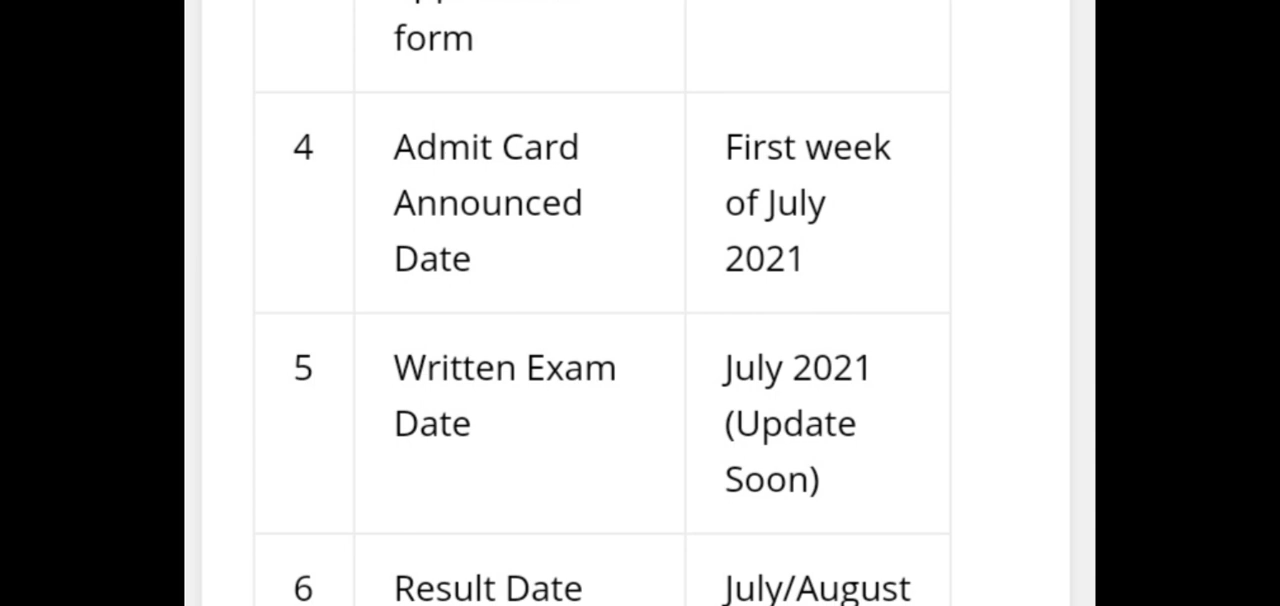 form
4 Admit Card First week
Announced of July
Date 2021
5 Written Exam July 2021
Date (Update
Soon)
6 Result Date July/August